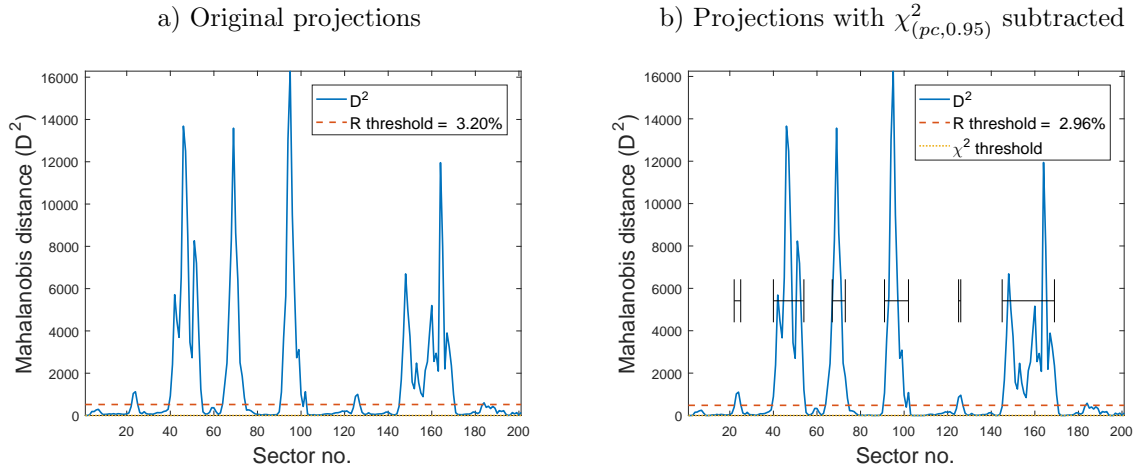 a) Original projections
b) Projections with χ²₍pc,0.95₎ subtracted
16000
14000
12000
10000
8000
6000
4000
2000
0
Mahalanobis distance (D²)
D²
R threshold = 3.20%
20 40 60 80 100 120 140 160 180 200
Sector no.
16000
14000
12000
10000
8000
6000
4000
2000
0
Mahalanobis distance (D²)
D²
R threshold = 2.96%
χ² threshold
20 40 60 80 100 120 140 160 180 200
Sector no.